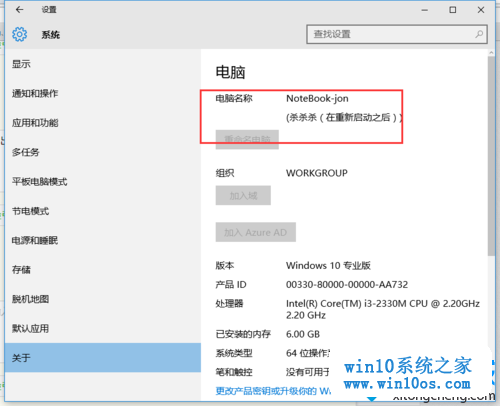 设置
系统
查找设置
显示
通知和操作
应用和功能
多任务
平板电脑模式
节电模式
电源和睡眠
存储
脱机地图
默认应用
关于
电脑
电脑名称 NoteBook-jon
(杀杀杀 ( 在重新启动之后 ) )
重命名电脑
组织 WORKGROUP
加入域
加入 Azure AD
版本 Windows 10 专业版
产品 ID 00330-80000-00000-AA732
处理器 Intel(R) Core(TM) i3-2330M CPU @ 2.20GHz
2.20 GHz
已安装的内存 6.00 GB
系统类型 64 位操作
笔和触控 没有可用于
更改产品密钥或升级你的 W
win10系统之家
www.win10os.com